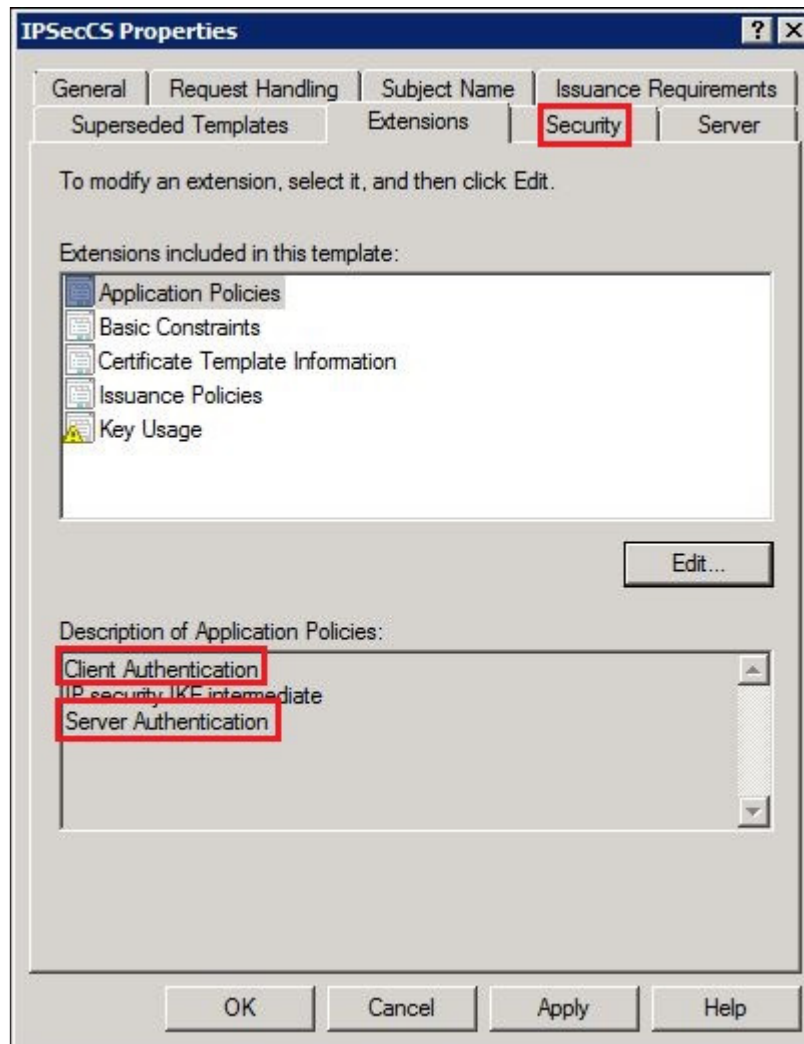 IPSecCS Properties
General Request Handling Subject Name Issuance Requirements
Superseded Templates Extensions Security Server
To modify an extension, select it, and then click Edit.
Extensions included in this template:
Application Policies
Basic Constraints
Certificate Template Information
Issuance Policies
Key Usage
Edit...
Description of Application Policies:
Client Authentication
IP security IKE intermediate
Server Authentication
OK Cancel Apply Help